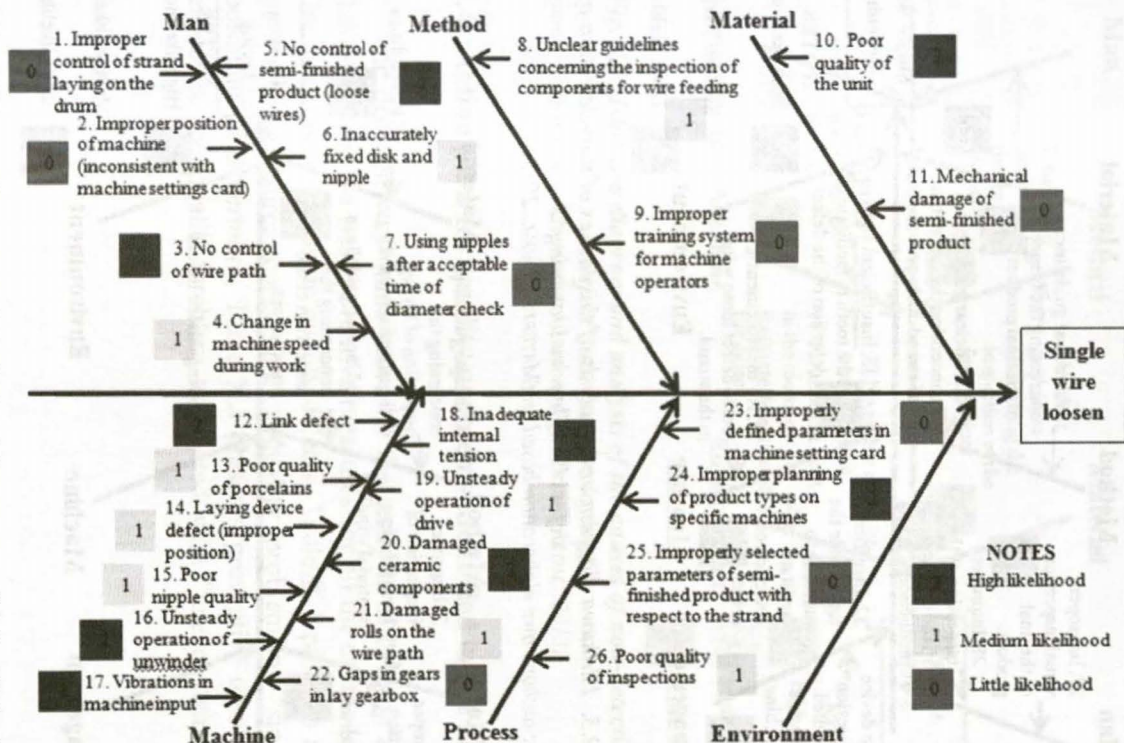 Man
Method
Material
1. Improper
control of strand
laying on the
drum
0
5. No control of
semi-finished
product (loose
wires)
2. Improper position
of machine
(inconsistent with
machine settings card)
0
6. Inaccurately
fixed disk and
nipple
1
3. No control
of wire path
7. Using nipples
after acceptable
time of
diameter check
0
4. Change in
machine speed
during work
1
8. Unclear guidelines
concerning the inspection of
components for wire feeding
1
9. Improper
training system
for machine
operators
0
10. Poor
quality of
the unit
11. Mechanical
damage of
semi-finished
product
0
Single
wire
loosen
12. Link defect
2
13. Poor quality
of porcelains
1
14. Laying device
defect (improper
position)
1
15. Poor
nipple quality
1
16. Unsteady
operation of
unwinder
17. Vibrations in
machine input
18. Inadequate
internal
tension
19. Unsteady
operation of
drive
1
20. Damaged
ceramic
components
21. Damaged
rolls on the
wire path
1
22. Gaps in gears
in lay gearbox
0
23. Improperly
defined parameters in
machine setting card
0
24. Improper planning
of product types on
specific machines
25. Improperly selected
parameters of semi-
finished product with
respect to the strand
0
26. Poor quality
of inspections
1
NOTES
2
High likelihood
1
Medium likelihood
0
Little likelihood
Machine
Process
Environment